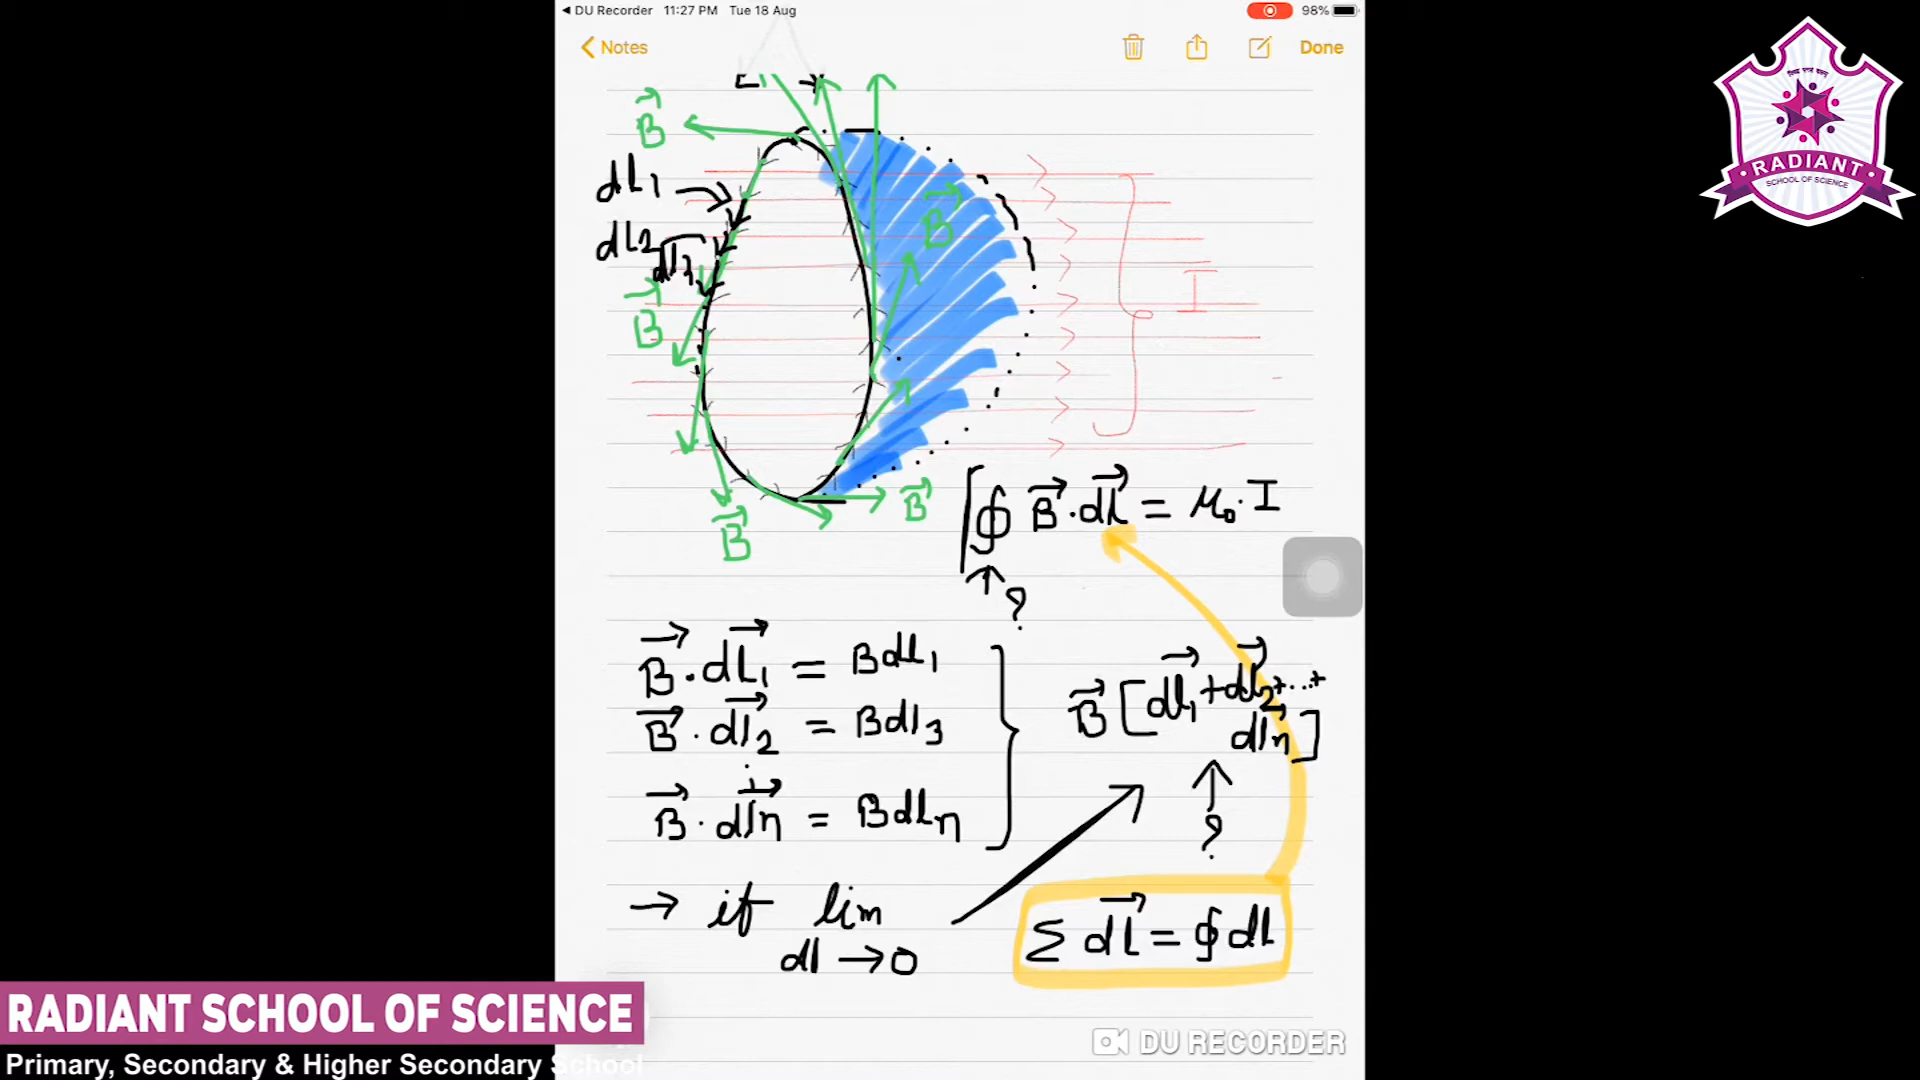 DU Recorder 11:27 PM Tue 18 Aug 98%
Notes Done
B
dl1
dl2
dl3
B
B
I
B
B
∮ B · dl = μ0 · I
?
B · dl1 = Bdl1
B · dl2 = Bdl3
B · dln = Bdln
B [dl1 + dl2 + ... +
dln]
?
→ if lim
dl → 0
Σ dl = ∮ dl
DU RECORDER
RADIANT
SCHOOL OF SCIENCE
RADIANT SCHOOL OF SCIENCE
Primary, Secondary & Higher Secondary School